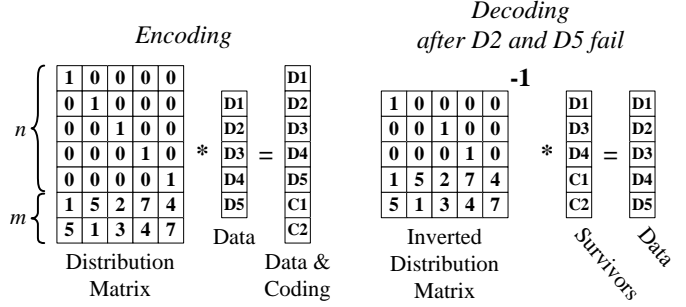 Encoding
1 0 0 0 0
0 1 0 0 0
0 0 1 0 0
0 0 0 1 0
0 0 0 0 1
1 5 2 7 4
5 1 3 4 7
n
m
Distribution
Matrix
*
D1
D2
D3
D4
D5
Data
=
D1
D2
D3
D4
D5
C1
C2
Data &
Coding
Decoding
after D2 and D5 fail
-1
1 0 0 0 0
0 0 1 0 0
0 0 0 1 0
1 5 2 7 4
5 1 3 4 7
Inverted
Distribution
Matrix
*
D1
D3
D4
C1
C2
Survivors
=
D1
D2
D3
D4
D5
Data